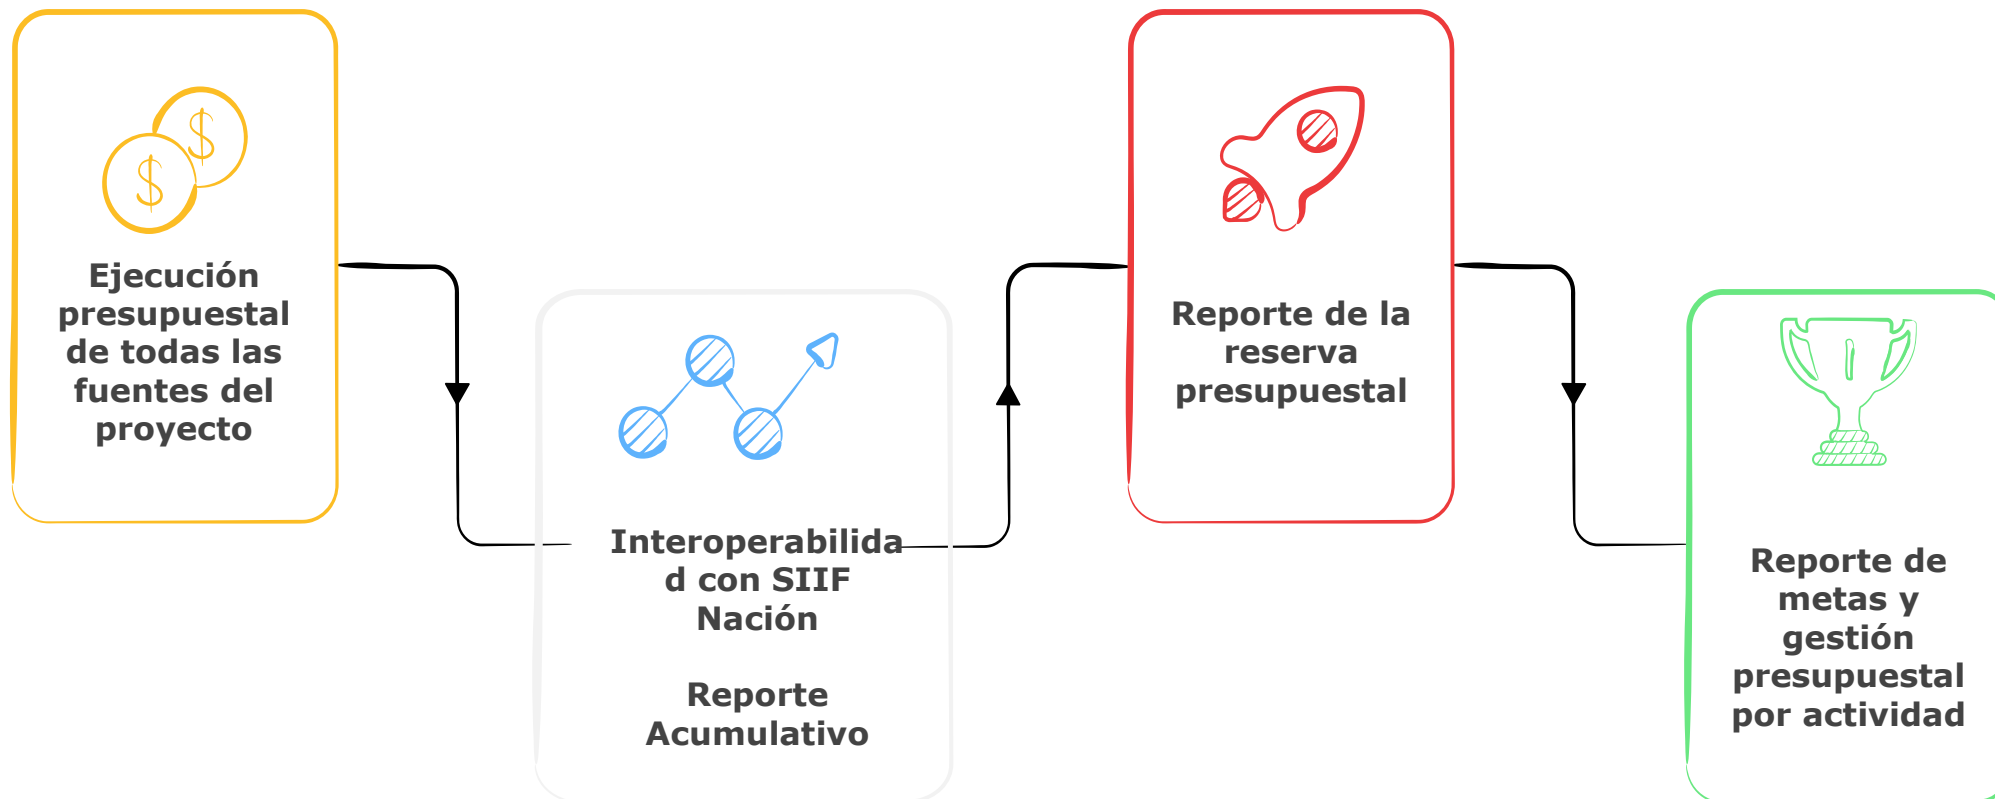 Ejecución
presupuestal
de todas las
fuentes del
proyecto
Interoperabilida
d con SIIF
Nación
Reporte
Acumulativo
Reporte de la
reserva
presupuestal
Reporte de
metas y
gestión
presupuestal
por actividad